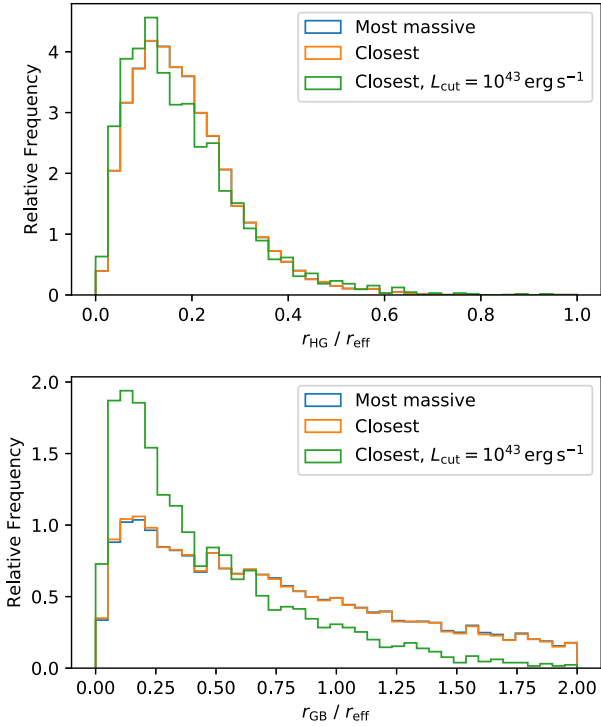 Most massive
Closest
Closest, L_cut = 10^43 erg s^−1
Relative Frequency
4
3
2
1
0
0.0 0.2 0.4 0.6 0.8 1.0
r_HG / r_eff
Most massive
Closest
Closest, L_cut = 10^43 erg s^−1
Relative Frequency
2.0
1.5
1.0
0.5
0.0
0.00 0.25 0.50 0.75 1.00 1.25 1.50 1.75 2.00
r_GB / r_eff